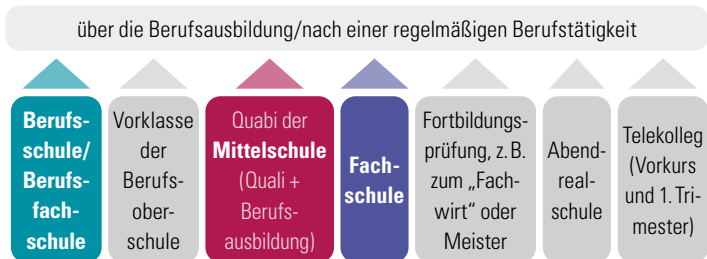 über die Berufsausbildung/nach einer regelmäßigen Berufstätigkeit
Berufs-
schule/
Berufs-
fach-
schule
Vorklasse
der
Berufs-
ober-
schule
Quabi der
Mittelschule
(Quali +
Berufs-
ausbildung)
Fach-
schule
Fortbildungs-
prüfung, z. B.
zum „Fach-
wirt“ oder
Meister
Abend-
real-
schule
Telekolleg
(Vorkurs
und 1. Tri-
mester)